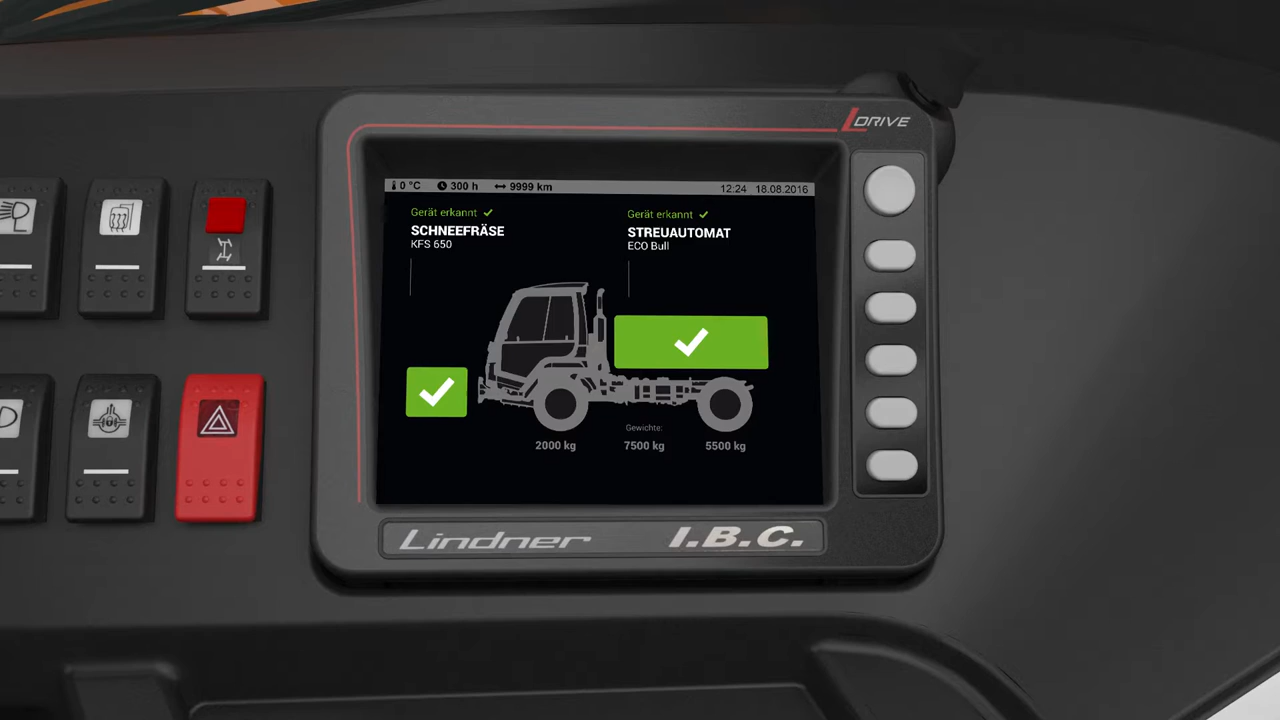 LDRIVE
0 °C 300 h 9999 km 12:24 18.08.2016
Gerät erkannt
SCHNEEFRÄSE
KFS 650
Gerät erkannt
STREUAUTOMAT
ECO Bull
Gewichte:
2000 kg 7500 kg 5500 kg
Lindner I.B.C.